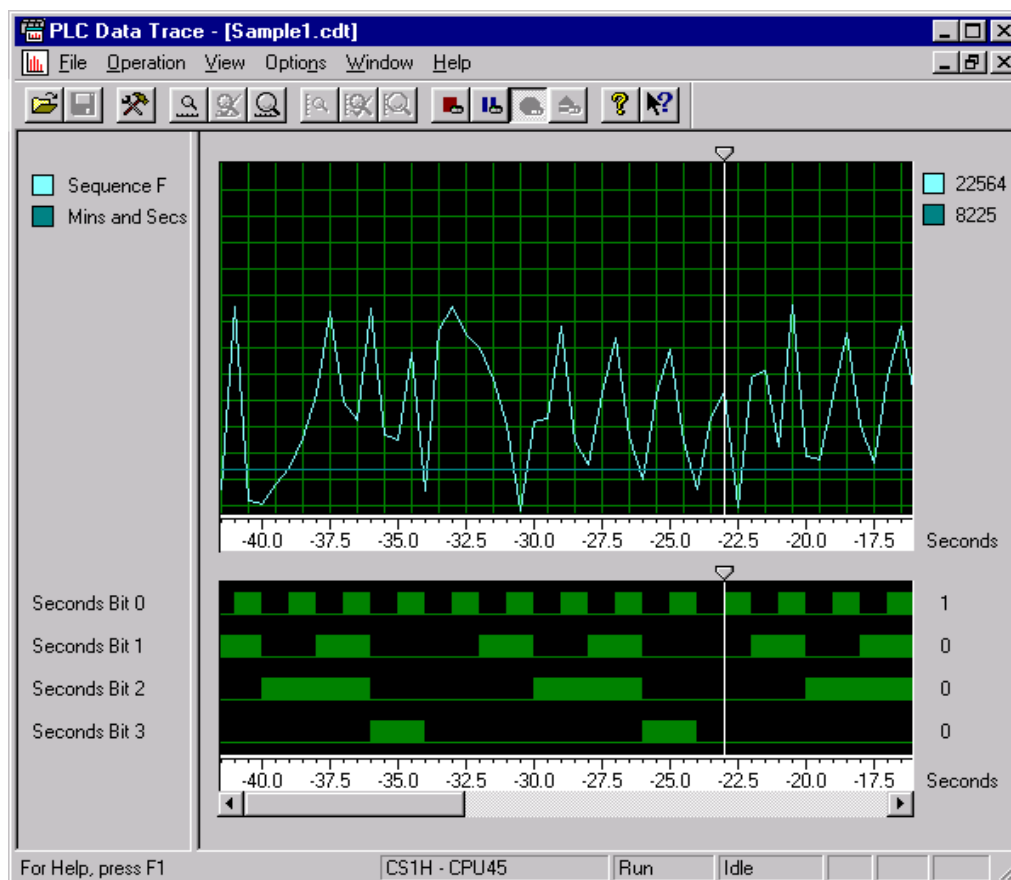 PLC Data Trace - [Sample1.cdt]
File Operation View Options Window Help
Sequence F
Mins and Secs
22564
8225
-40.0 -37.5 -35.0 -32.5 -30.0 -27.5 -25.0 -22.5 -20.0 -17.5 Seconds
Seconds Bit 0 1
Seconds Bit 1 0
Seconds Bit 2 0
Seconds Bit 3 0
-40.0 -37.5 -35.0 -32.5 -30.0 -27.5 -25.0 -22.5 -20.0 -17.5 Seconds
For Help, press F1 CS1H - CPU45 Run Idle